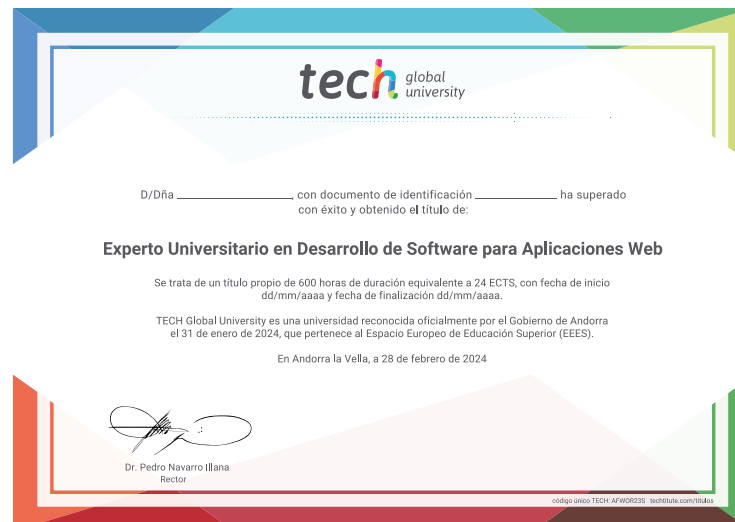 tech global
university
D/Dña ______________, con documento de identificación __________ ha superado
con éxito y obtenido el título de:
Experto Universitario en Desarrollo de Software para Aplicaciones Web
Se trata de un título propio de 600 horas de duración equivalente a 24 ECTS, con fecha de inicio
dd/mm/aaaa y fecha de finalización dd/mm/aaaa.
TECH Global University es una universidad reconocida oficialmente por el Gobierno de Andorra
el 31 de enero de 2024, que pertenece al Espacio Europeo de Educación Superior (EEES).
En Andorra la Vella, a 28 de febrero de 2024
Dr. Pedro Navarro Illana
Rector
código único TECH: AFWOR23S techtitute.com/titulos